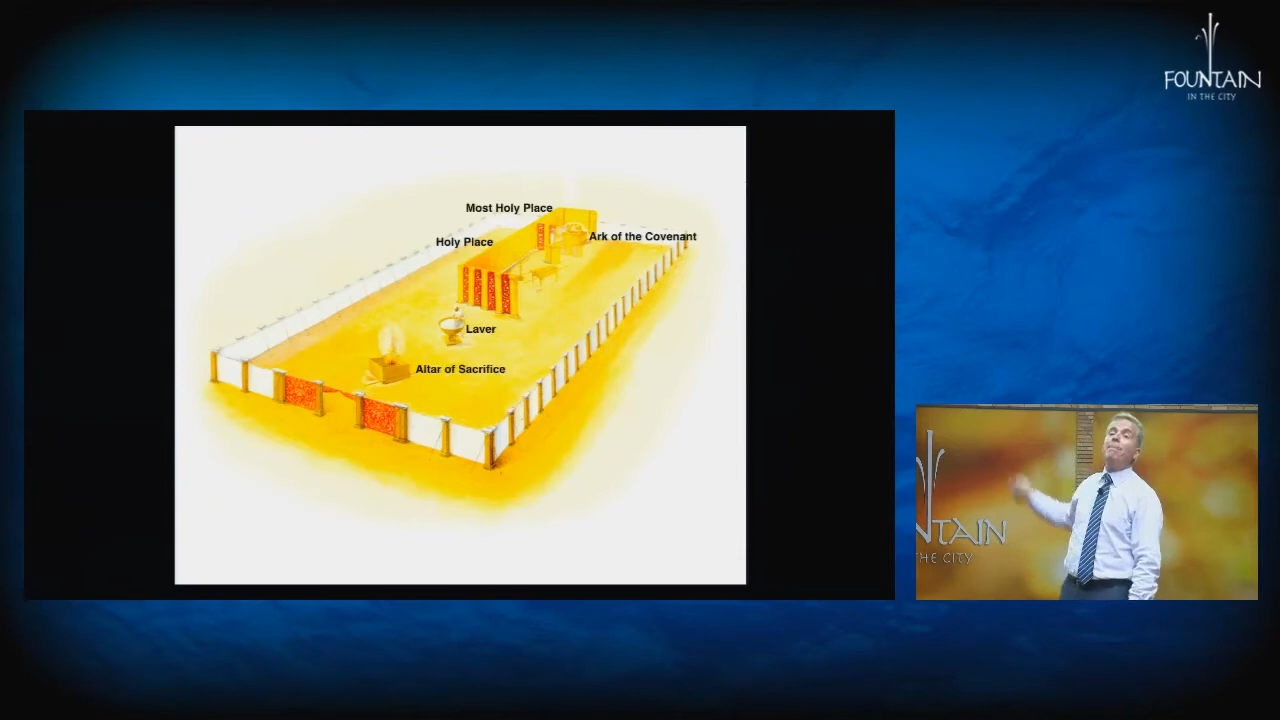 FOUNTAIN
IN THE CITY
Most Holy Place
Ark of the Covenant
Holy Place
Laver
Altar of Sacrifice
NTAIN
THE CITY